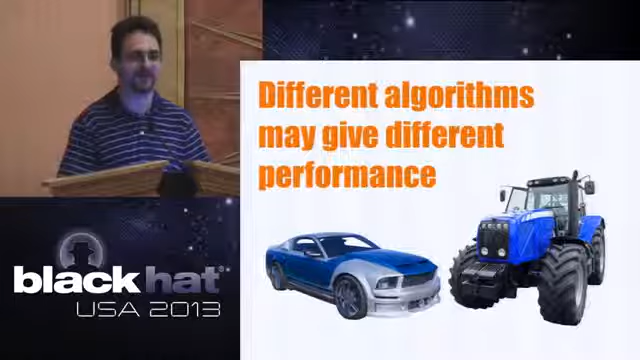 Different algorithms
may give different
performance
black hat®
USA 2013